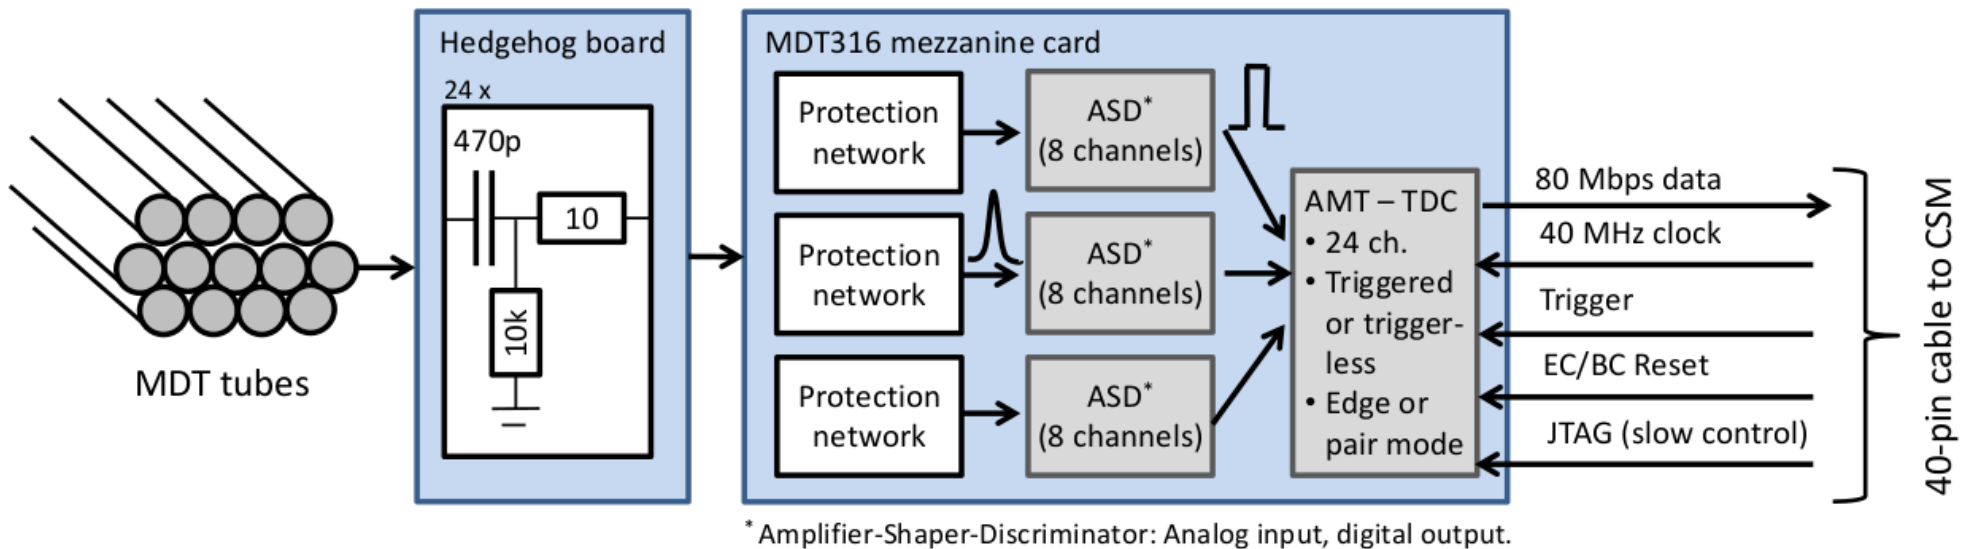 Hedgehog board
24 x
470p
10
10k
MDT tubes
MDT316 mezzanine card
Protection
network
ASD*
(8 channels)
Protection
network
ASD*
(8 channels)
Protection
network
ASD*
(8 channels)
AMT – TDC
• 24 ch.
• Triggered
or trigger-
less
• Edge or
pair mode
80 Mbps data
40 MHz clock
Trigger
EC/BC Reset
JTAG (slow control)
40-pin cable to CSM
* Amplifier-Shaper-Discriminator: Analog input, digital output.